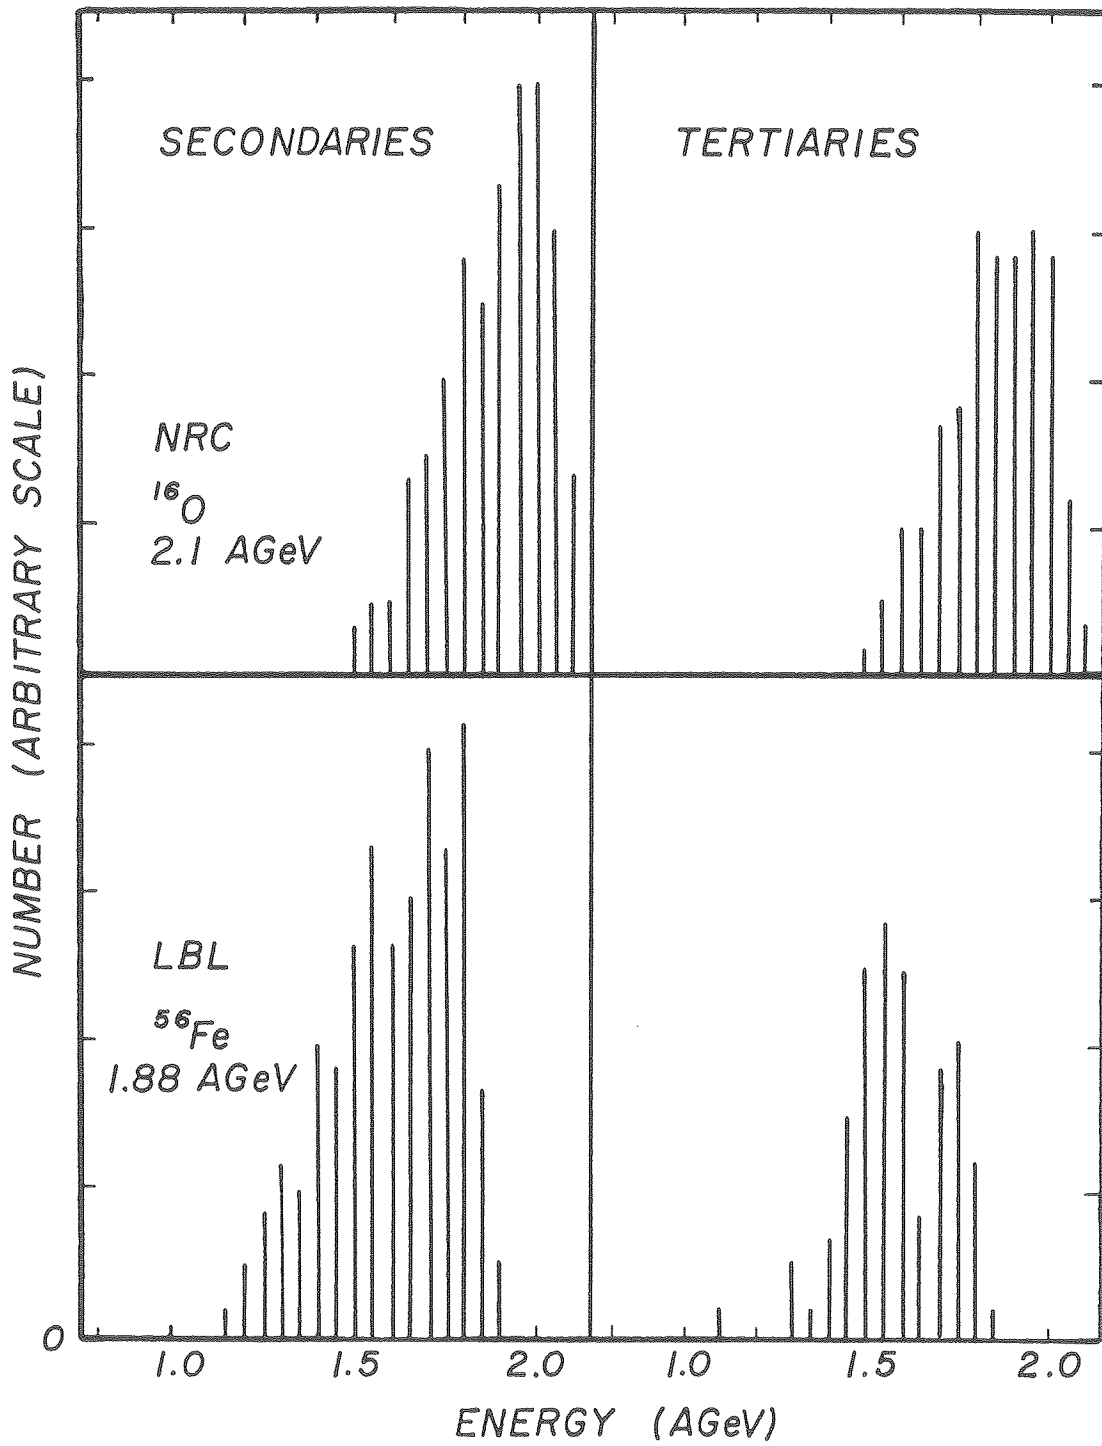 SECONDARIES
TERTIARIES
NRC
¹⁶O
2.1 AGeV
LBL
⁵⁶Fe
1.88 AGeV
NUMBER (ARBITRARY SCALE)
0
1.0 1.5 2.0 1.0 1.5 2.0
ENERGY (AGeV)